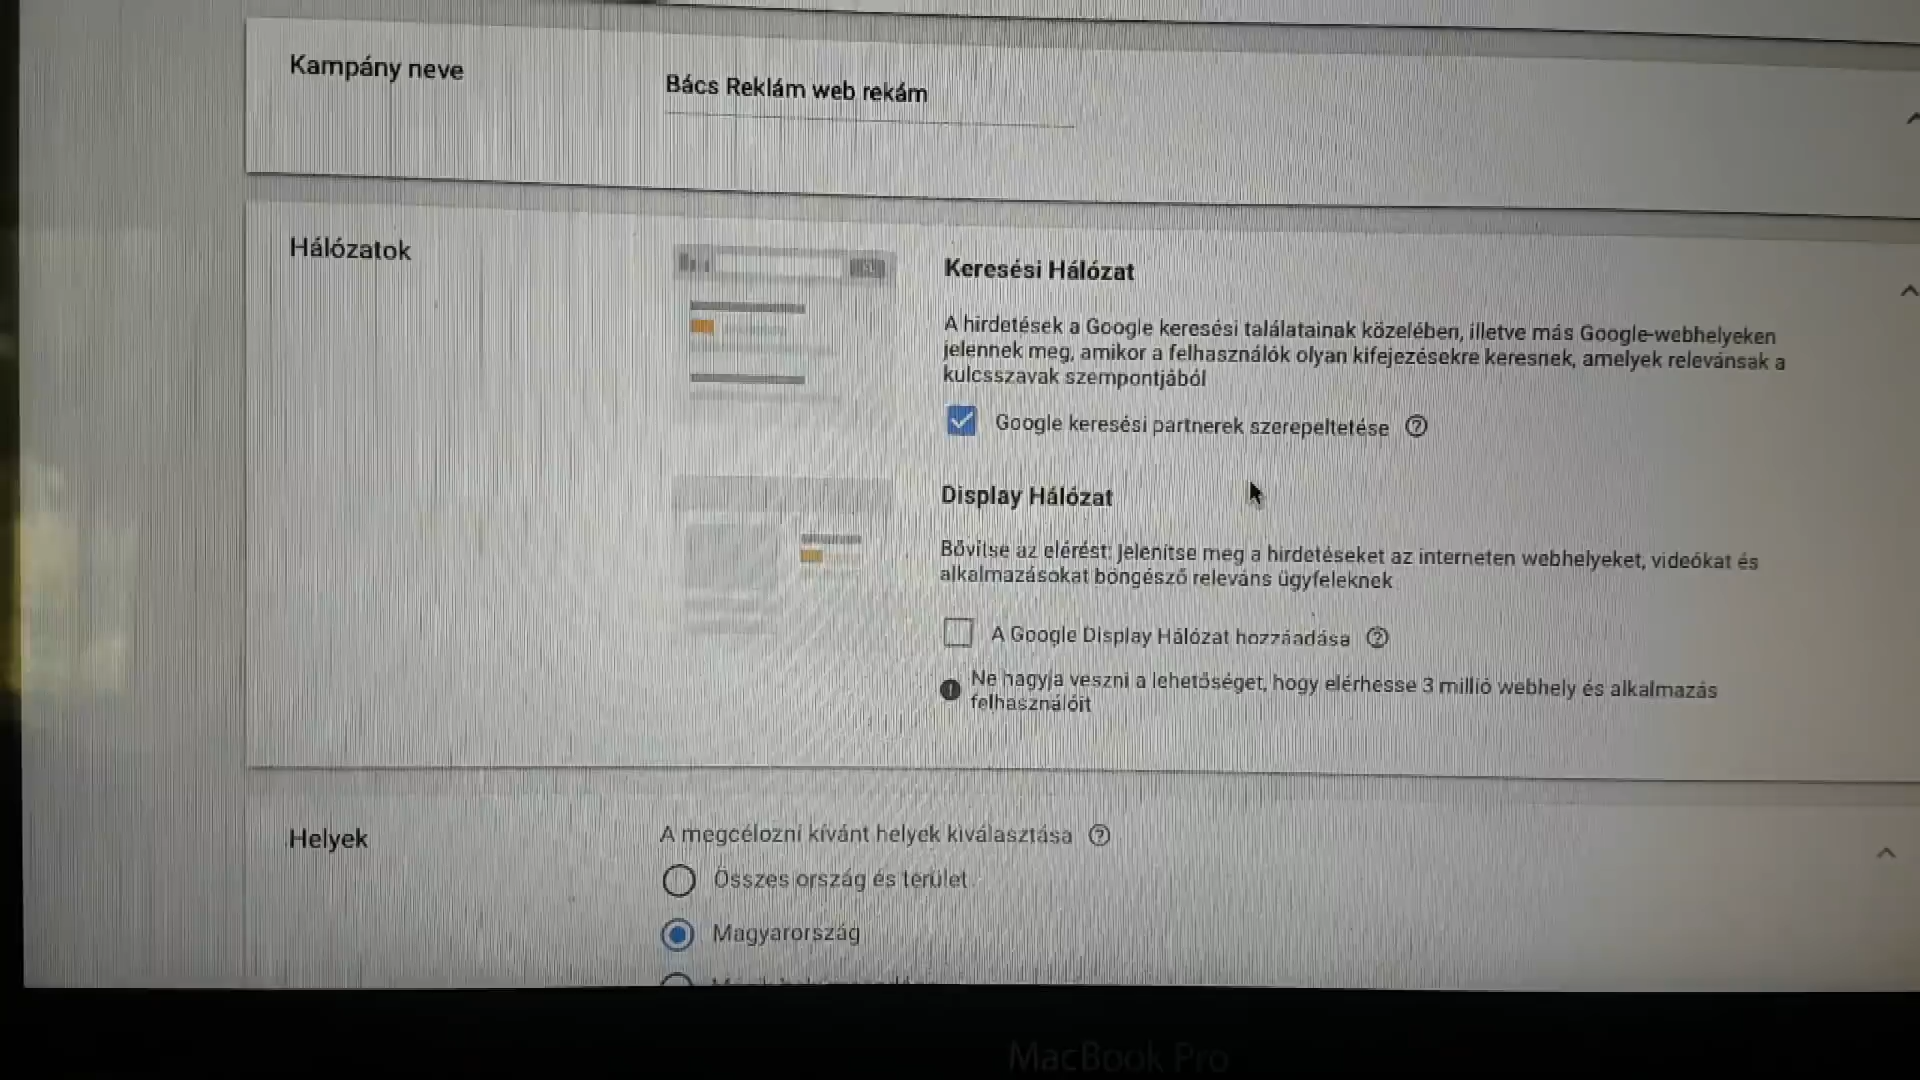 Kampány neve
Bács Reklám web rekám
Hálózatok
Keresési Hálózat
A hirdetések a Google keresési találatainak közelében, illetve más Google-webhelyeken
jelennek meg, amikor a felhasználók olyan kifejezésekre keresnek, amelyek relevánsak a
kulcsszavak szempontjából
Google keresési partnerek szerepeltetése
Display Hálózat
Bővítse az elérést: Jelenítse meg a hirdetéseket az interneten webhelyeket, videókat és
alkalmazásokat böngésző releváns ügyfeleknek
A Google Display Hálózat hozzáadása
Ne hagyja veszni a lehetőséget, hogy elérhesse 3 millió webhely és alkalmazás
felhasználóit
Helyek
A megcélozni kívánt helyek kiválasztása
Összes ország és terület
Magyarország
MacBook Pro